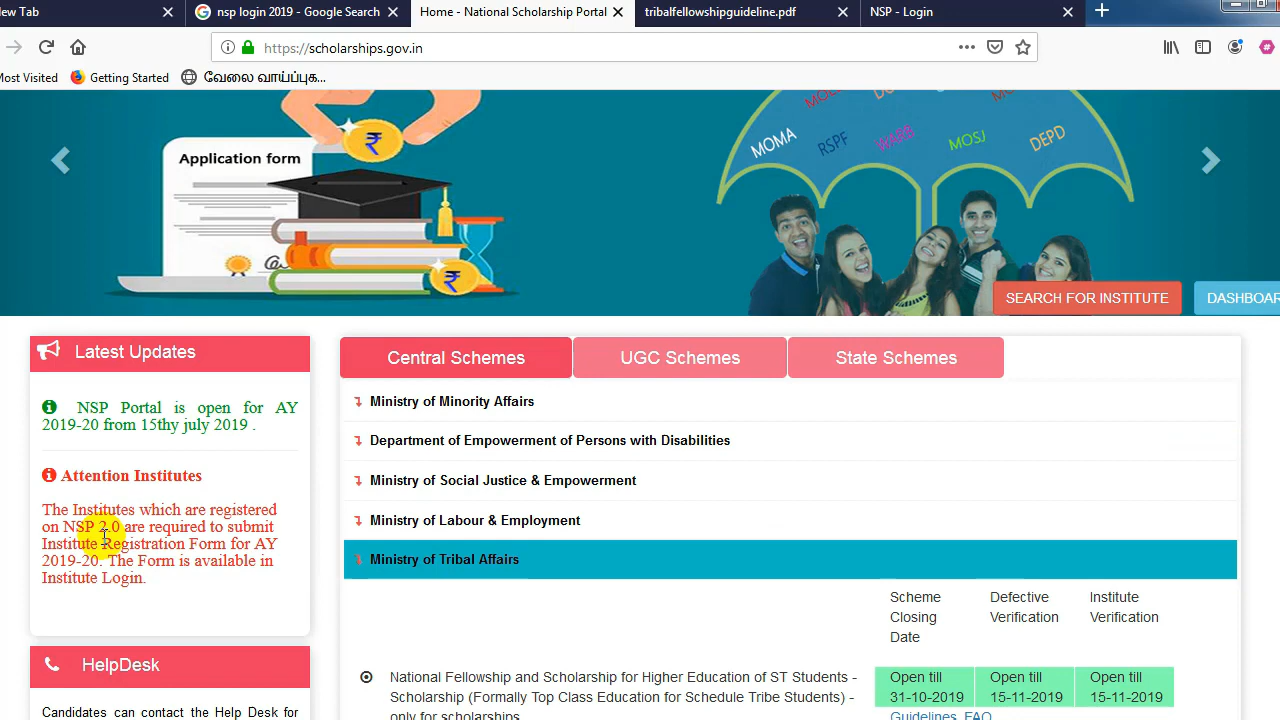 New Tab
nsp login 2019 - Google Search
Home - National Scholarship Portal
tribalfellowshipguideline.pdf
NSP - Login
https://scholarships.gov.in
Most Visited
Getting Started
வேலை வாய்ப்புக...
Application form
MOMA
RSPF
MOSJ
DEPD
SEARCH FOR INSTITUTE
DASHBOAR
Latest Updates
NSP Portal is open for AY
2019-20 from 15thy july 2019 .
Attention Institutes
The Institutes which are registered
on NSP 2.0 are required to submit
Institute Registration Form for AY
2019-20. The Form is available in
Institute Login.
HelpDesk
Candidates can contact the Help Desk for
Central Schemes
UGC Schemes
State Schemes
Ministry of Minority Affairs
Department of Empowerment of Persons with Disabilities
Ministry of Social Justice & Empowerment
Ministry of Labour & Employment
Ministry of Tribal Affairs
Scheme
Closing
Date
Defective
Verification
Institute
Verification
National Fellowship and Scholarship for Higher Education of ST Students -
Scholarship (Formally Top Class Education for Schedule Tribe Students) -
only for scholarships
Open till
31-10-2019
Open till
15-11-2019
Open till
15-11-2019
Guidelines FAQ